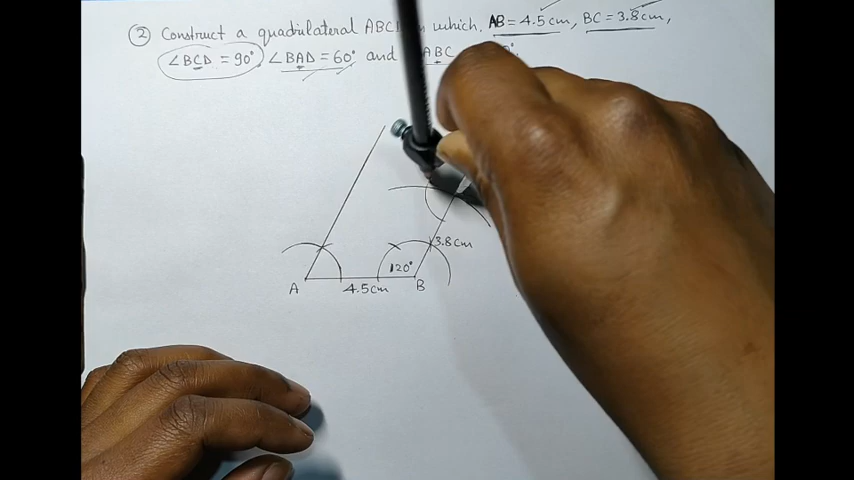 ② Construct a quadrilateral ABCD in which, AB = 4.5 cm, BC = 3.8 cm,
∠BCD = 90° ∠BAD = 60° and ABC
3.8 cm
120°
A 4.5 cm B